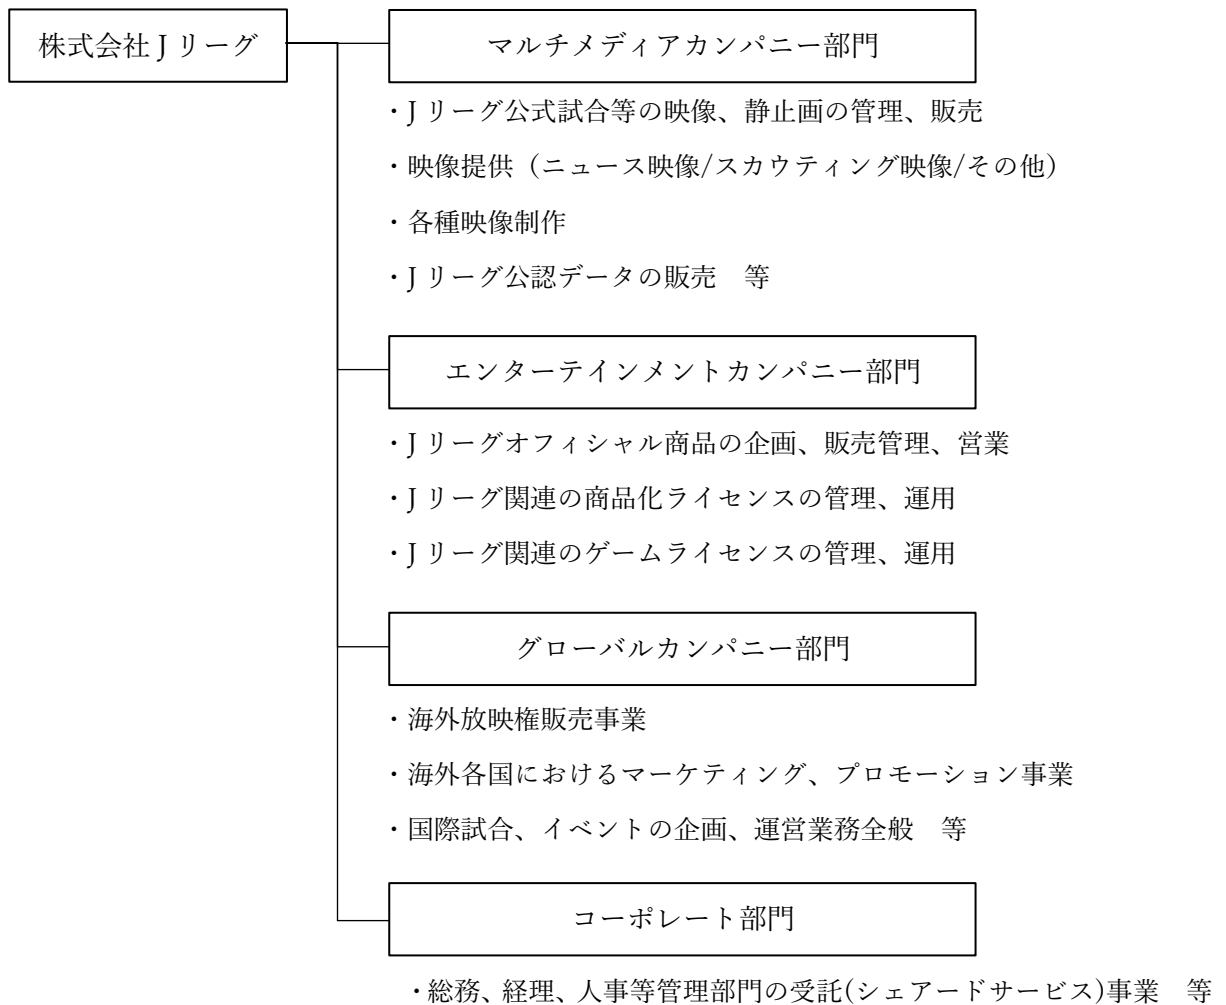 株式会社Jリーグ
マルチメディアカンパニー部門
・Jリーグ公式試合等の映像、静止画の管理、販売
・映像提供（ニュース映像/スカウティング映像/その他）
・各種映像制作
・Jリーグ公認データの販売　等
エンターテインメントカンパニー部門
・Jリーグオフィシャル商品の企画、販売管理、営業
・Jリーグ関連の商品化ライセンスの管理、運用
・Jリーグ関連のゲームライセンスの管理、運用
グローバルカンパニー部門
・海外放映権販売事業
・海外各国におけるマーケティング、プロモーション事業
・国際試合、イベントの企画、運営業務全般　等
コーポレート部門
・総務、経理、人事等管理部門の受託(シェアードサービス)事業　等